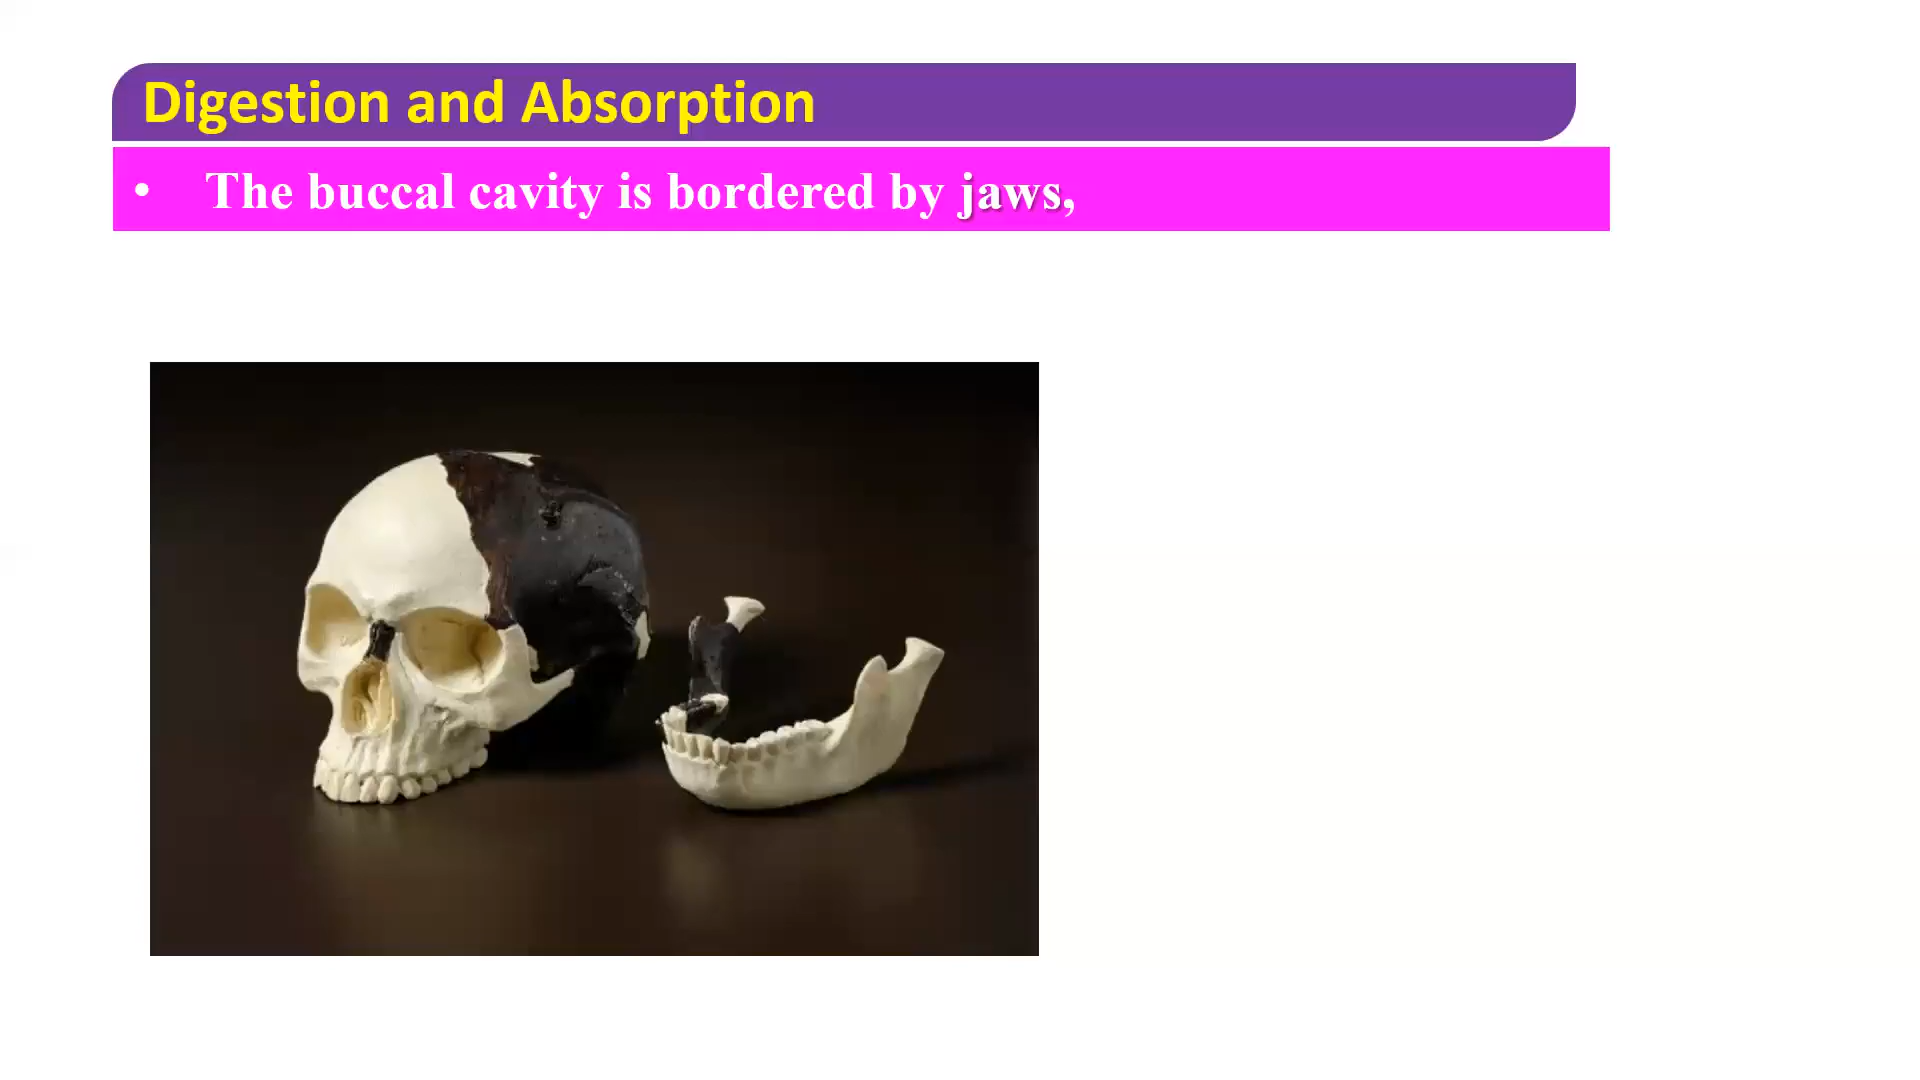 Digestion and Absorption
• The buccal cavity is bordered by jaws,